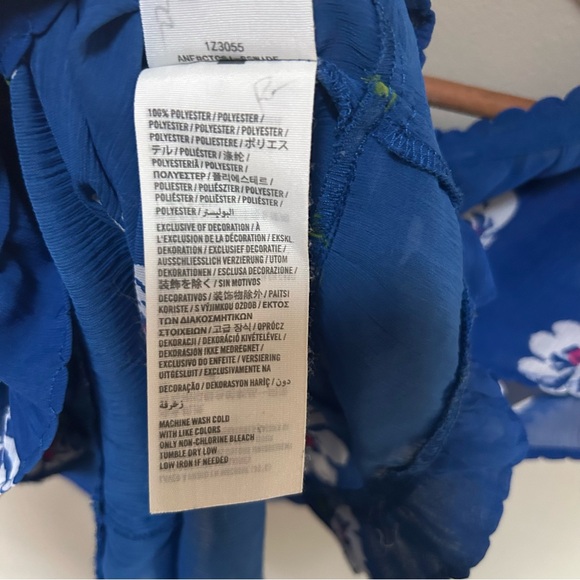 1Z3055
100% POLYESTER / POLYESTER /
POLYESTER / POLYESTER / POLYESTER /
POLYESTER / POLIESTERE / ポリエス
テル / POLIÉSTER / 涤纶 /
POLYESTERIÄ / POLYESTER /
ΠΟΛΥΕΣΤΕΡ / 폴리에스테르 /
POLIESTER / POLIÉSZTER / POLYESTER /
POLIÉSTER / POLIÈSTER / POLYESTER /
POLYESTER / البوليستر
EXCLUSIVE OF DECORATION / À
L'EXCLUSION DE LA DÉCORATION / EKSKL.
DEKORATION / EXCLUSIEF DECORATIE /
AUSSCHLIESSLICH VERZIERUNG / UTOM
DEKORATIONEN / ESCLUSA DECORAZIONE /
装飾を除く / SIN MOTIVOS
DECORATIVOS / 装饰物除外 / PAITSI
KORISTE / S VÝJIMKOU OZDOB / ΕΚΤΟΣ
ΤΩΝ ΔΙΑΚΟΣΜΗΤΙΚΩΝ
ΣΤΟΙΧΕΙΩΝ / 고급 장식 / OPRÓCZ
DEKORACJI / DEKORÁCIÓ KIVÉTELÉVEL /
DEKORASJON IKKE MEDREGNET /
EXCLUSIVO DO ENFEITE / VERSIERING
UITGESLUIT / EXCLUSIVAMENTE NA
DECORAÇÃO / DEKORASYON HARİÇ / دون
زخرفة
MACHINE WASH COLD
WITH LIKE COLORS
ONLY NON-CHLORINE BLEACH
TUMBLE DRY LOW
LOW IRON IF NEEDED